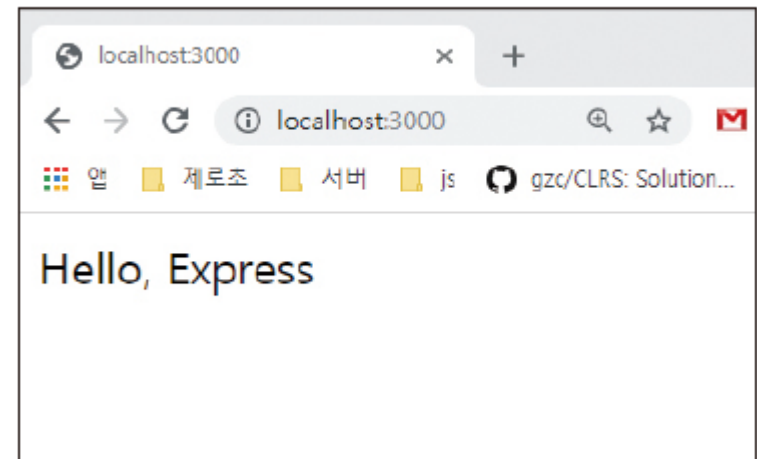 localhost:3000
localhost:3000
앱 제로초 서버 js gzc/CLRS: Solution...
Hello, Express